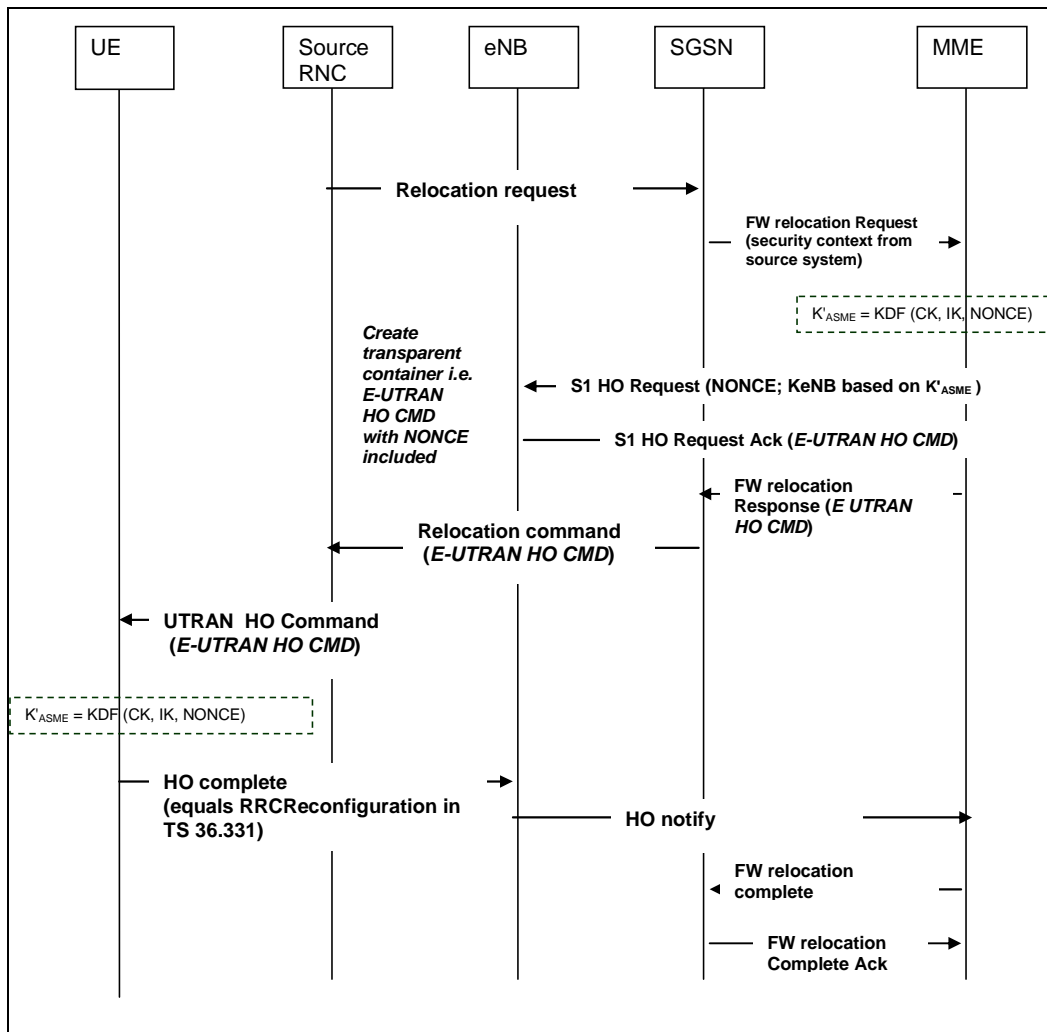 UE
Source
RNC
eNB
SGSN
MME
Relocation request
FW relocation Request
(security context from
source system)
K'ASME = KDF (CK, IK, NONCE)
Create
transparent
container i.e.
E-UTRAN
HO CMD
with NONCE
included
S1 HO Request (NONCE; KeNB based on K'ASME )
S1 HO Request Ack (E-UTRAN HO CMD)
FW relocation
Response (E UTRAN
HO CMD)
Relocation command
(E-UTRAN HO CMD)
UTRAN HO Command
(E-UTRAN HO CMD)
K'ASME = KDF (CK, IK, NONCE)
HO complete
(equals RRCReconfiguration in
TS 36.331)
HO notify
FW relocation
complete
FW relocation
Complete Ack